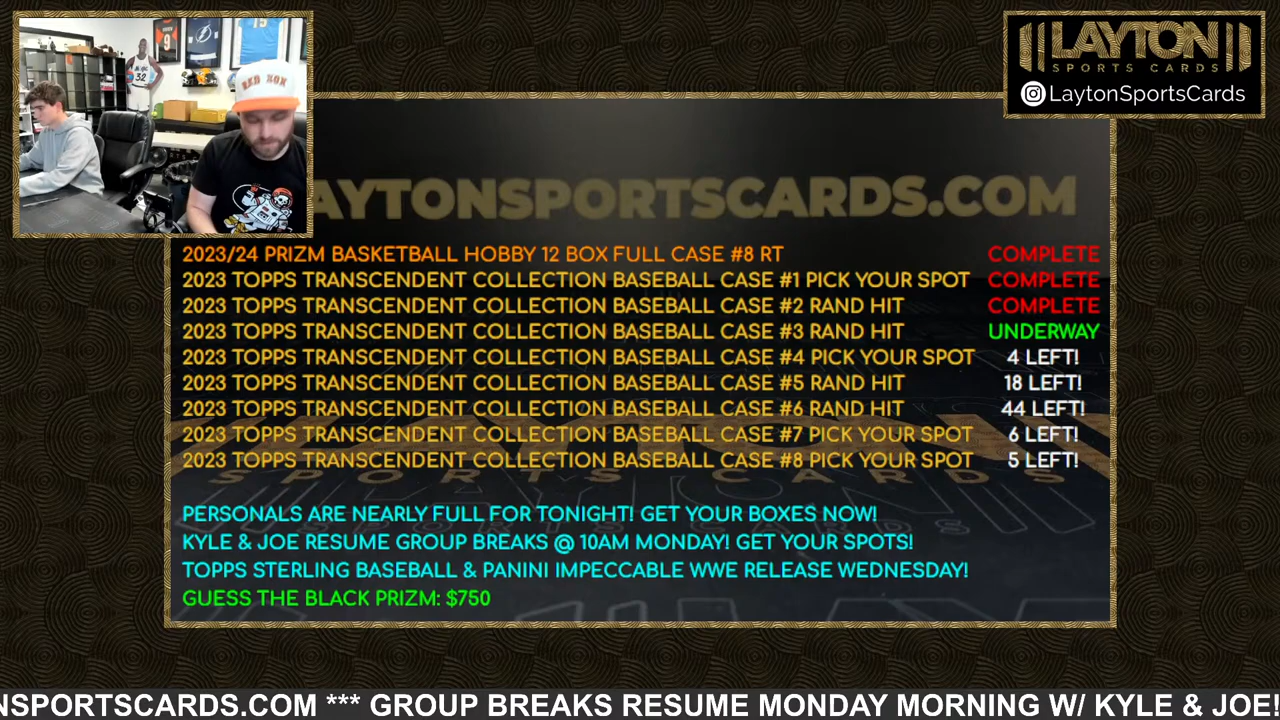 LAYTON
SPORTS CARDS
LaytonSportsCards
9
32
RED ZON
AYTONSPORTSCARDS.COM
2023/24 PRIZM BASKETBALL HOBBY 12 BOX FULL CASE #8 RT COMPLETE
2023 TOPPS TRANSCENDENT COLLECTION BASEBALL CASE #1 PICK YOUR SPOT COMPLETE
2023 TOPPS TRANSCENDENT COLLECTION BASEBALL CASE #2 RAND HIT COMPLETE
2023 TOPPS TRANSCENDENT COLLECTION BASEBALL CASE #3 RAND HIT UNDERWAY
2023 TOPPS TRANSCENDENT COLLECTION BASEBALL CASE #4 PICK YOUR SPOT 4 LEFT!
2023 TOPPS TRANSCENDENT COLLECTION BASEBALL CASE #5 RAND HIT 18 LEFT!
2023 TOPPS TRANSCENDENT COLLECTION BASEBALL CASE #6 RAND HIT 44 LEFT!
2023 TOPPS TRANSCENDENT COLLECTION BASEBALL CASE #7 PICK YOUR SPOT 6 LEFT!
2023 TOPPS TRANSCENDENT COLLECTION BASEBALL CASE #8 PICK YOUR SPOT 5 LEFT!
SPORTS CARDS
PERSONALS ARE NEARLY FULL FOR TONIGHT! GET YOUR BOXES NOW!
KYLE & JOE RESUME GROUP BREAKS @ 10AM MONDAY! GET YOUR SPOTS!
TOPPS STERLING BASEBALL & PANINI IMPECCABLE WWE RELEASE WEDNESDAY!
GUESS THE BLACK PRIZM: $750
NSPORTSCARDS.COM *** GROUP BREAKS RESUME MONDAY MORNING W/ KYLE & JOE!